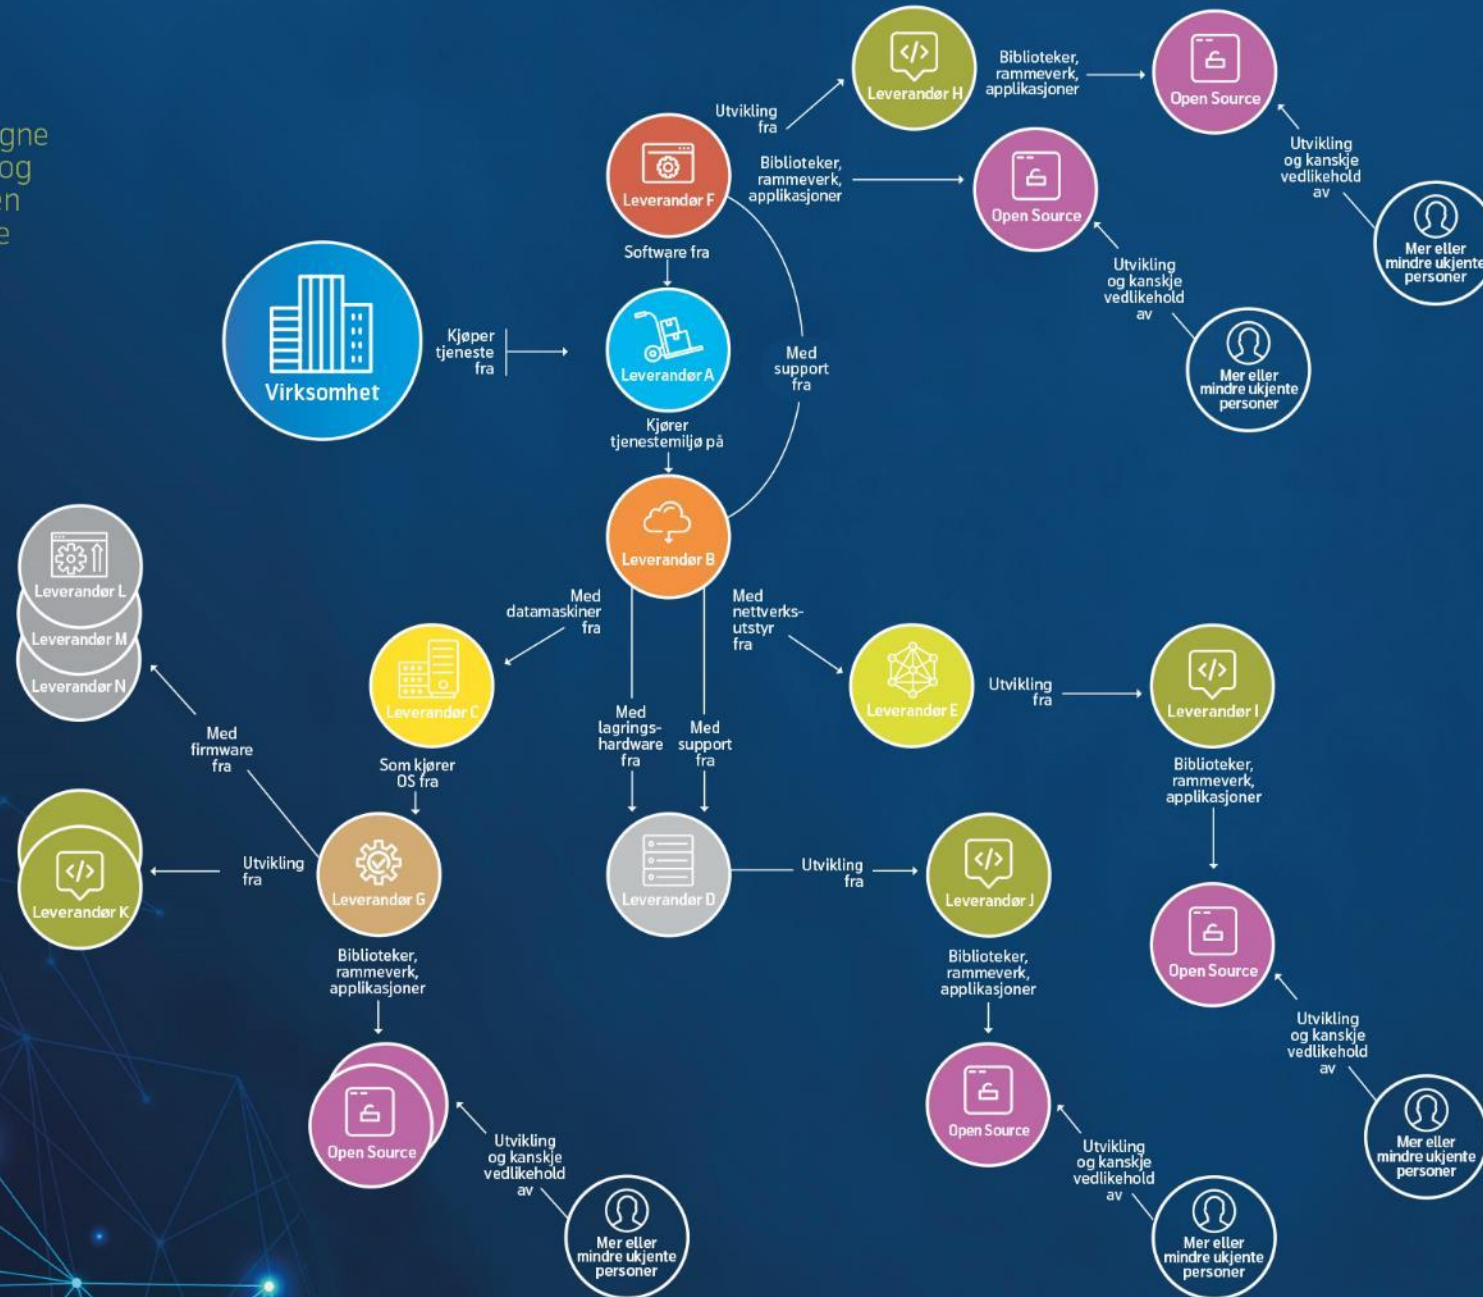 gne
og
en
e
Leverandør H
Biblioteker,
rammeverk,
applikasjoner
Open Source
Utvikling
fra
Utvikling
og kanskje
vedlikehold
av
Mer eller
mindre ukjente
personer
Leverandør F
Biblioteker,
rammeverk,
applikasjoner
Open Source
Utvikling
og kanskje
vedlikehold
av
Mer eller
mindre ukjente
personer
Software fra
Virksomhet
Kjøper
tjeneste
fra
Leverandør A
Med
support
fra
Kjører
tjenestemiljø på
Leverandør B
Med
datamaskiner
fra
Med
lagrings-
hardware
fra
Med
support
fra
Med
nettverks-
utstyr
fra
Leverandør L
Leverandør M
Leverandør N
Leverandør C
Leverandør E
Utvikling
fra
Leverandør I
Med
firmware
fra
Som kjører
OS fra
Biblioteker,
rammeverk,
applikasjoner
Leverandør K
Utvikling
fra
Leverandør G
Leverandør D
Utvikling
fra
Leverandør J
Open Source
Biblioteker,
rammeverk,
applikasjoner
Biblioteker,
rammeverk,
applikasjoner
Utvikling
og kanskje
vedlikehold
av
Mer eller
mindre ukjente
personer
Open Source
Utvikling
og kanskje
vedlikehold
av
Mer eller
mindre ukjente
personer
Open Source
Utvikling
og kanskje
vedlikehold
av
Mer eller
mindre ukjente
personer